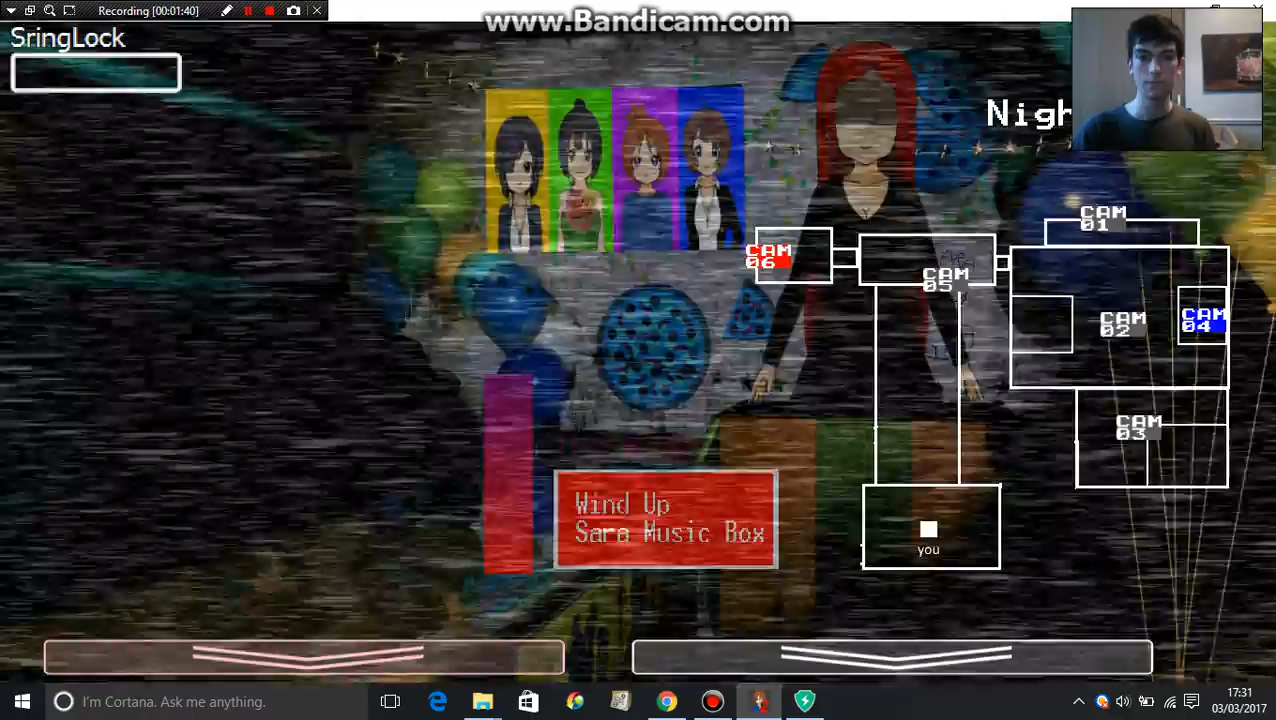 Recording [00:01:40]
www.Bandicam.com
SringLock
Nigh
CAM
01
CAM
06
CAM
05
CAM
02
CAM
04
CAM
03
Wind Up
Sara Music Box
you
I'm Cortana. Ask me anything.
17:31
03/03/2017